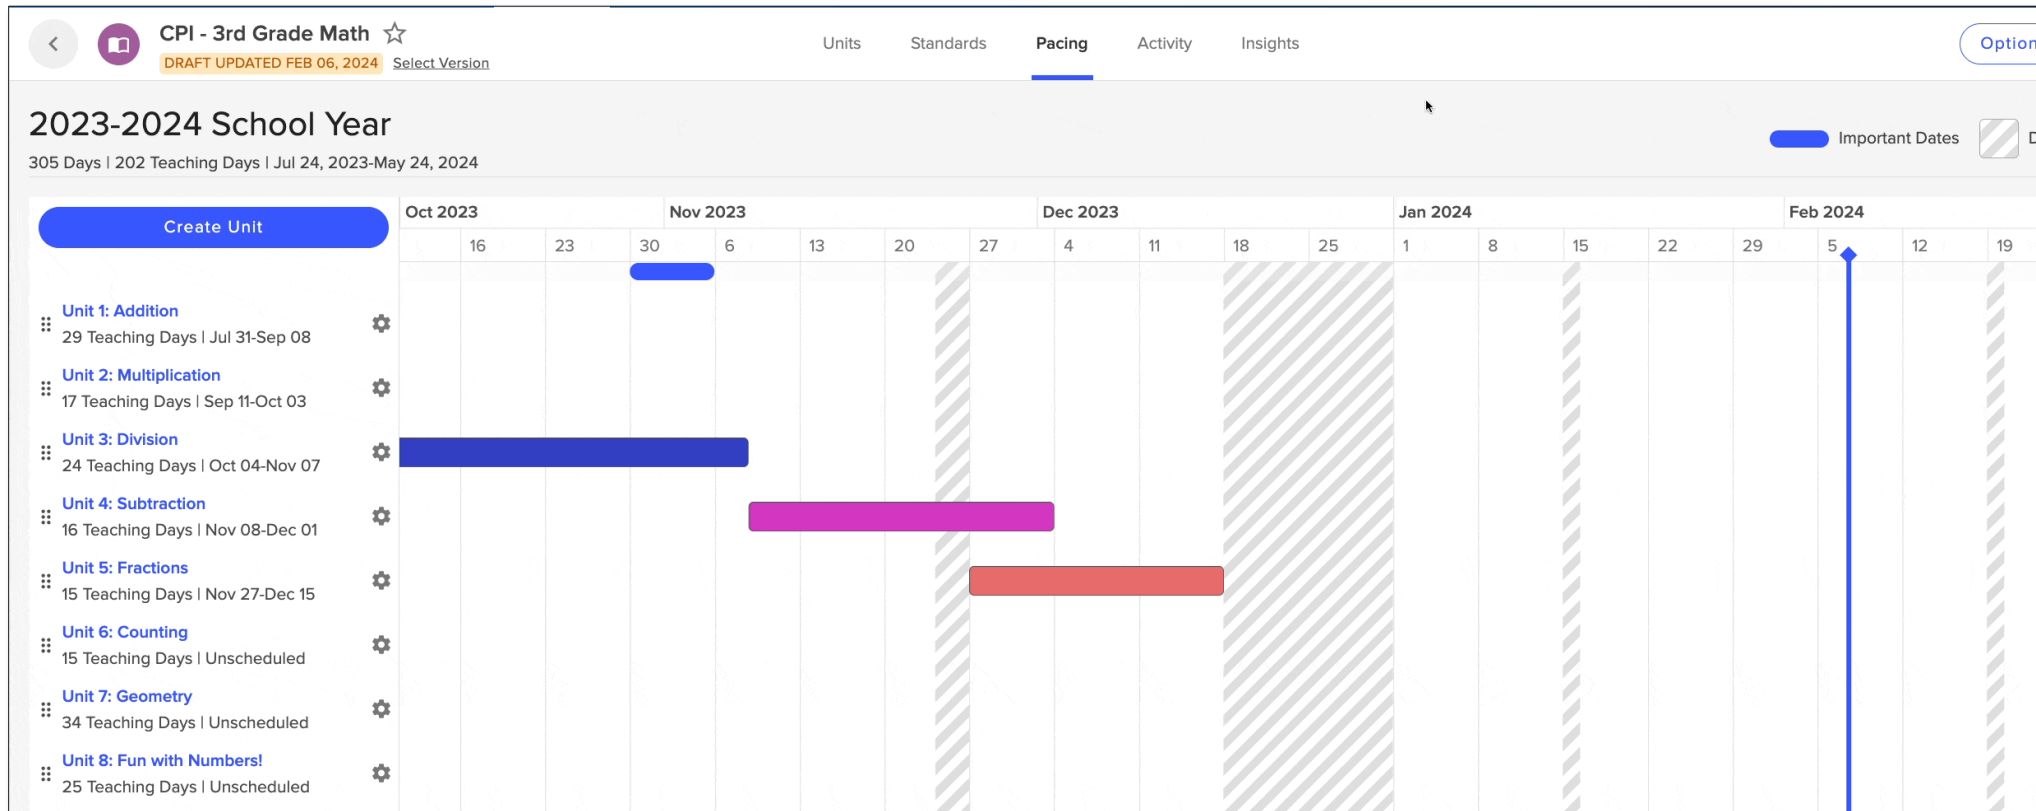 CPI - 3rd Grade Math
DRAFT UPDATED FEB 06, 2024 Select Version
Units Standards Pacing Activity Insights
Option
2023-2024 School Year
305 Days | 202 Teaching Days | Jul 24, 2023-May 24, 2024
Important Dates
Create Unit
Oct 2023 Nov 2023 Dec 2023 Jan 2024 Feb 2024
16 23 30 6 13 20 27 4 11 18 25 1 8 15 22 29 5 12 19
Unit 1: Addition
29 Teaching Days | Jul 31-Sep 08
Unit 2: Multiplication
17 Teaching Days | Sep 11-Oct 03
Unit 3: Division
24 Teaching Days | Oct 04-Nov 07
Unit 4: Subtraction
16 Teaching Days | Nov 08-Dec 01
Unit 5: Fractions
15 Teaching Days | Nov 27-Dec 15
Unit 6: Counting
15 Teaching Days | Unscheduled
Unit 7: Geometry
34 Teaching Days | Unscheduled
Unit 8: Fun with Numbers!
25 Teaching Days | Unscheduled